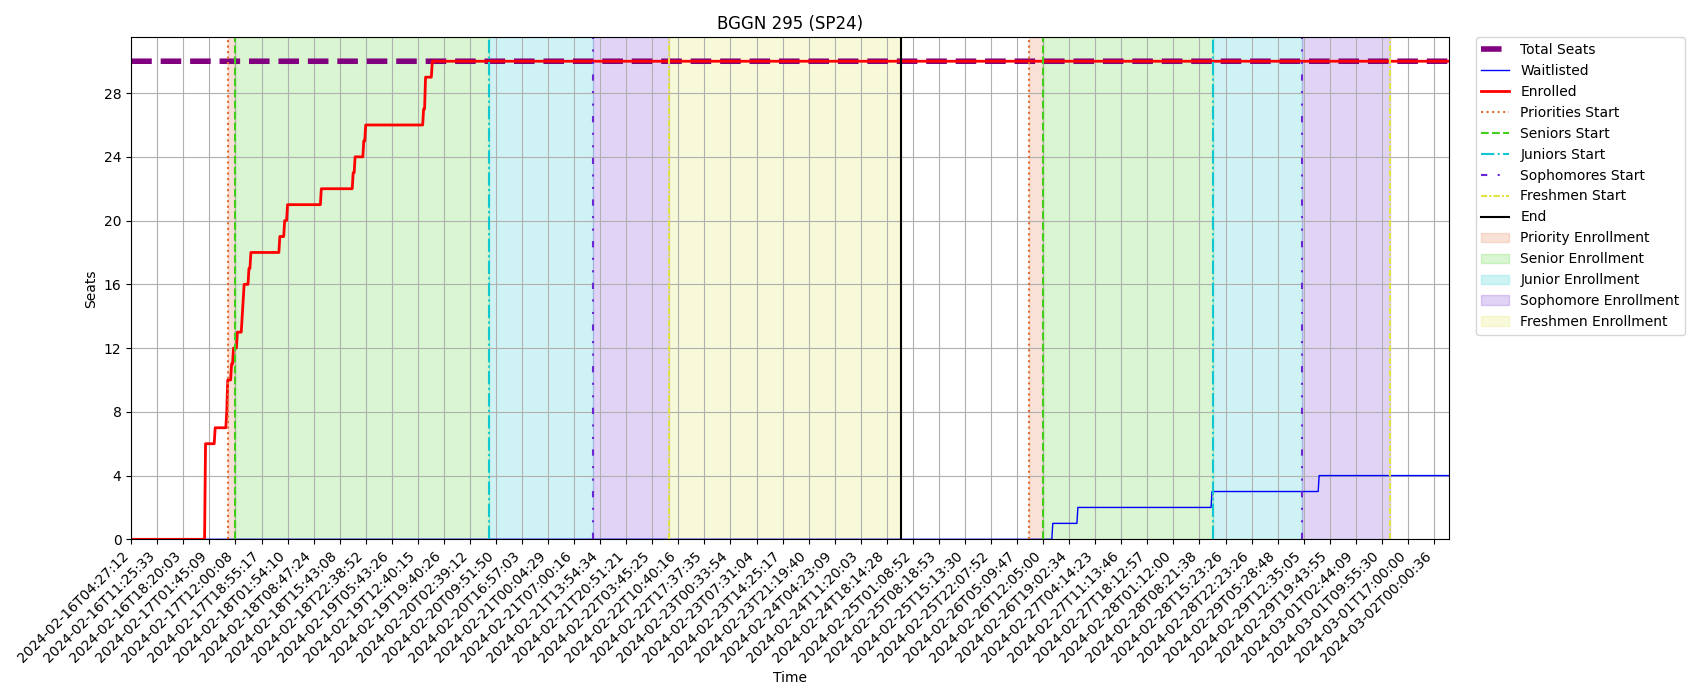 BGGN 295 (SP24)
Total Seats
Waitlisted
Enrolled
Priorities Start
Seniors Start
Juniors Start
Sophomores Start
Freshmen Start
End
Priority Enrollment
Senior Enrollment
Junior Enrollment
Sophomore Enrollment
Freshmen Enrollment
Seats
28
24
20
16
12
8
4
0
2024-02-16T04:27:12
2024-02-16T11:25:33
2024-02-16T18:20:03
2024-02-17T01:45:09
2024-02-17T12:00:08
2024-02-17T18:55:17
2024-02-18T01:54:10
2024-02-18T08:47:24
2024-02-18T15:43:08
2024-02-18T22:38:52
2024-02-19T05:43:26
2024-02-19T12:40:15
2024-02-19T19:40:26
2024-02-20T02:39:12
2024-02-20T09:51:50
2024-02-20T16:57:03
2024-02-21T00:04:29
2024-02-21T07:00:16
2024-02-21T13:54:34
2024-02-21T20:51:21
2024-02-22T03:45:25
2024-02-22T10:40:16
2024-02-22T17:37:35
2024-02-23T00:33:54
2024-02-23T07:31:04
2024-02-23T14:25:17
2024-02-23T21:19:40
2024-02-24T04:23:09
2024-02-24T11:20:03
2024-02-24T18:14:28
2024-02-25T01:08:52
2024-02-25T08:18:53
2024-02-25T15:13:30
2024-02-25T22:07:52
2024-02-26T05:09:47
2024-02-26T12:05:00
2024-02-26T19:02:34
2024-02-27T04:14:23
2024-02-27T11:13:46
2024-02-27T18:12:57
2024-02-28T01:12:00
2024-02-28T08:21:38
2024-02-28T15:23:26
2024-02-28T22:23:26
2024-02-29T05:28:48
2024-02-29T12:35:05
2024-02-29T19:43:55
2024-03-01T02:44:09
2024-03-01T09:55:30
2024-03-01T17:00:00
2024-03-02T00:00:36
Time